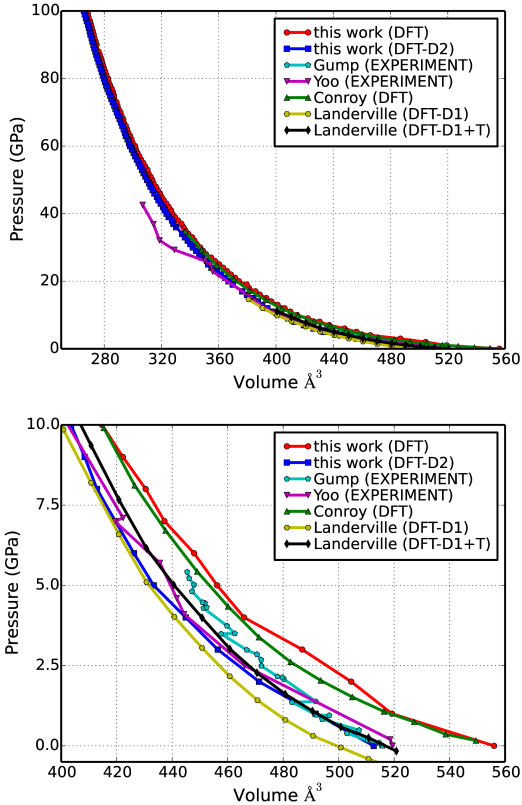 100
80
60
40
20
0
Pressure (GPa)
this work (DFT)
this work (DFT-D2)
Gump (EXPERIMENT)
Yoo (EXPERIMENT)
Conroy (DFT)
Landerville (DFT-D1)
Landerville (DFT-D1+T)
280 320 360 400 440 480 520 560
Volume Å³
10.0
7.5
5.0
2.5
0.0
Pressure (GPa)
this work (DFT)
this work (DFT-D2)
Gump (EXPERIMENT)
Yoo (EXPERIMENT)
Conroy (DFT)
Landerville (DFT-D1)
Landerville (DFT-D1+T)
400 420 440 460 480 500 520 540 560
Volume Å³